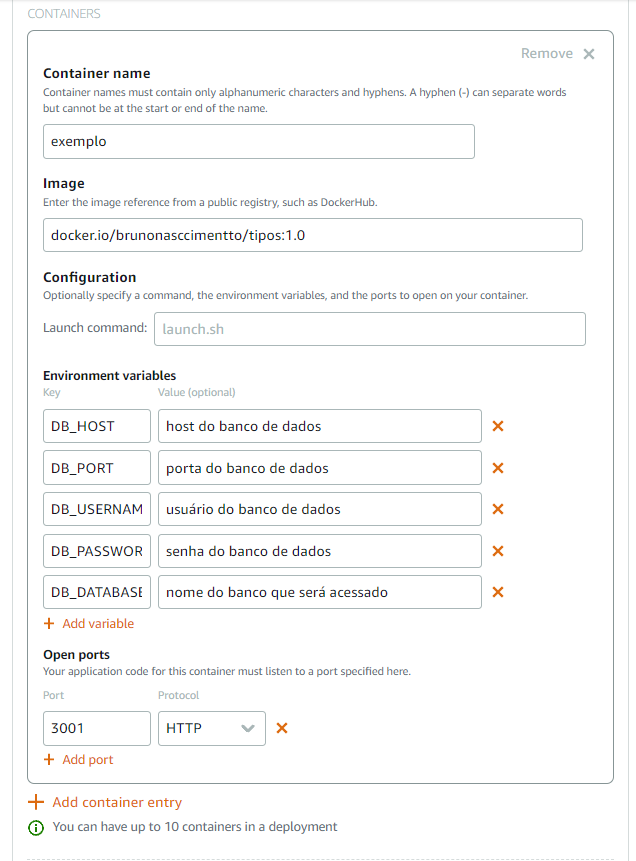 CONTAINERS
Remove
Container name
Container names must contain only alphanumeric characters and hyphens. A hyphen (-) can separate words
but cannot be at the start or end of the name.
exemplo
Image
Enter the image reference from a public registry, such as DockerHub.
docker.io/brunonasccimentto/tipos:1.0
Configuration
Optionally specify a command, the environment variables, and the ports to open on your container.
Launch command: launch.sh
Environment variables
Key Value (optional)
DB_HOST host do banco de dados
DB_PORT porta do banco de dados
DB_USERNAM usuário do banco de dados
DB_PASSWOR senha do banco de dados
DB_DATABASE nome do banco que será acessado
+ Add variable
Open ports
Your application code for this container must listen to a port specified here.
Port Protocol
3001 HTTP
+ Add port
+ Add container entry
You can have up to 10 containers in a deployment